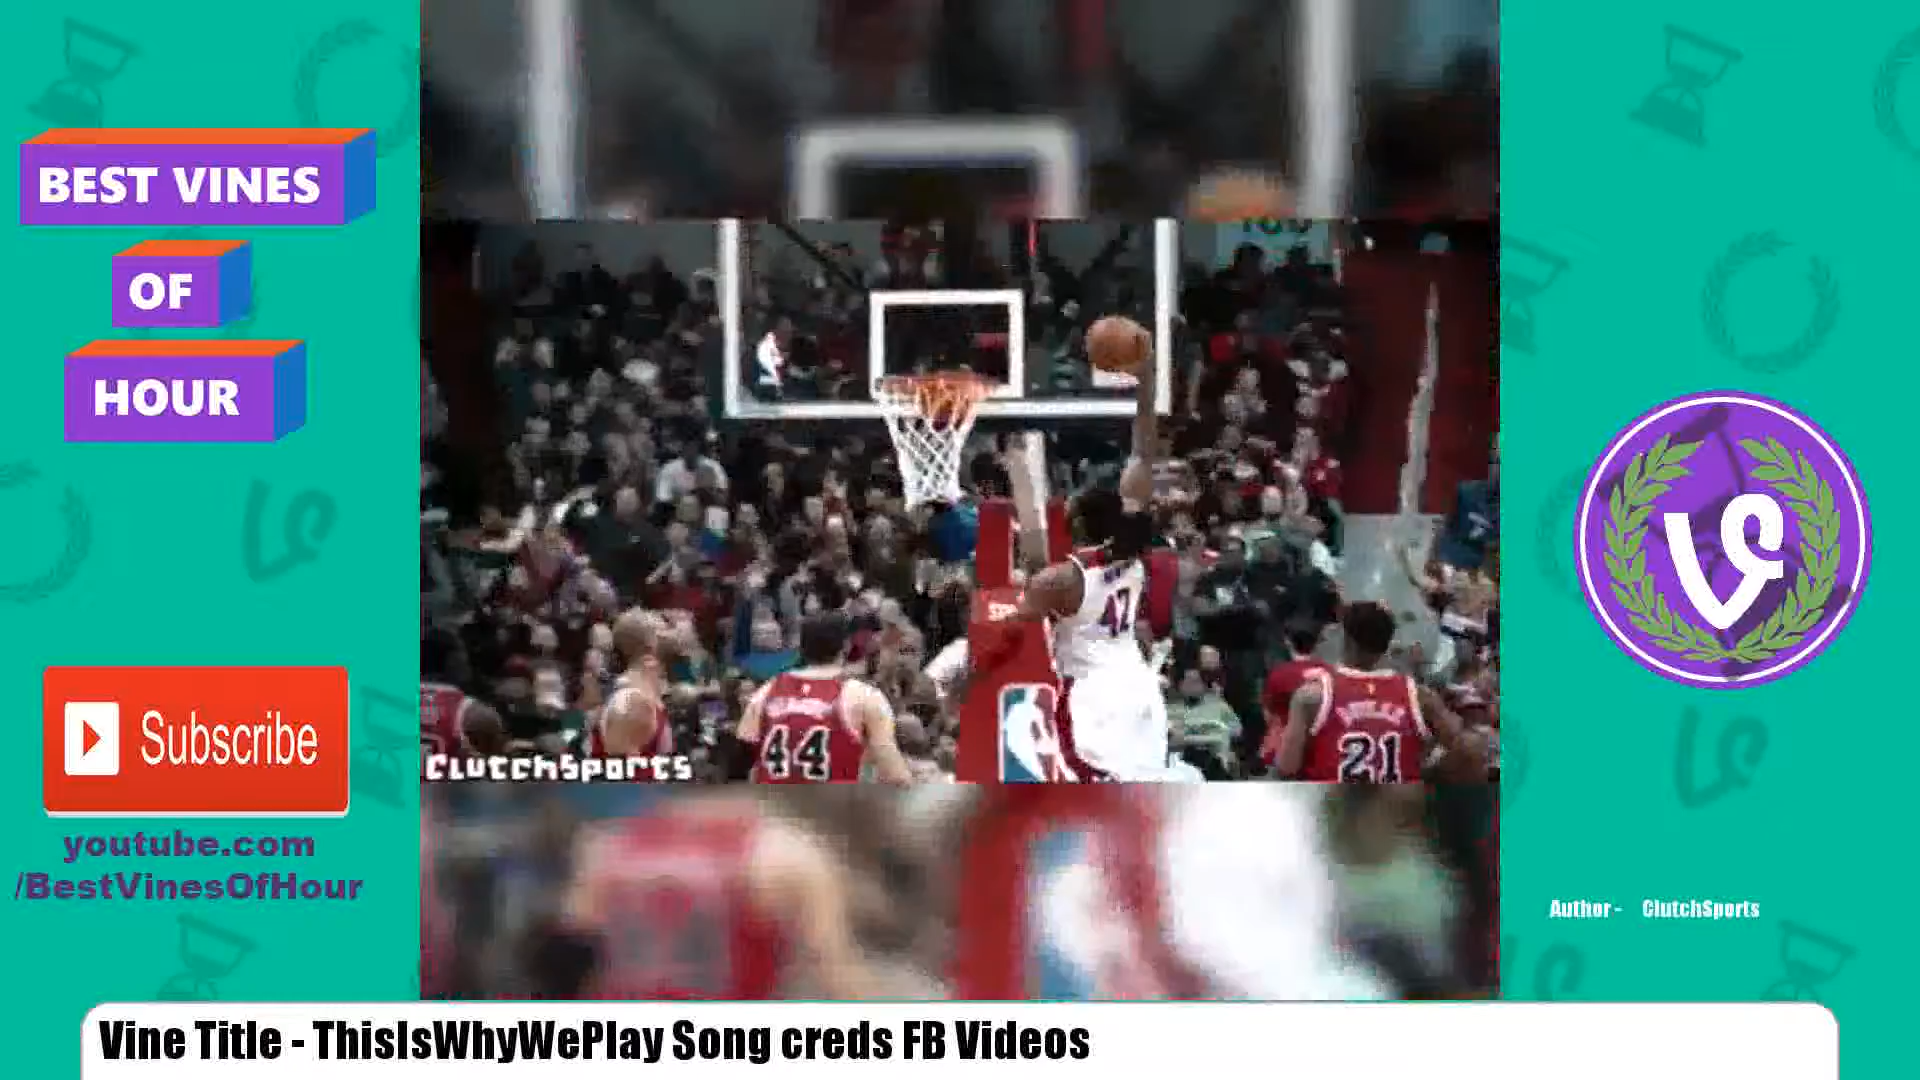 BEST VINES
OF
HOUR
Subscribe
youtube.com
/BestVinesOfHour
ClutchSports
44
42
21
Author - ClutchSports
Vine Title - ThisIsWhyWePlay Song creds FB Videos